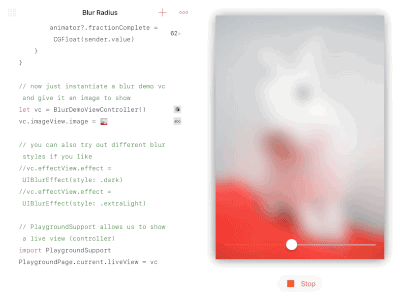 Blur Radius
animator?.fractionComplete =
CGFloat(sender.value)
62
}
}
// now just instantiate a blur demo vc
and give it an image to show
let vc = BlurDemoViewController()
vc.imageView.image =
// you can also try out different blur
styles if you like
//vc.effectView.effect =
UIBlurEffect(style: .dark)
//vc.effectView.effect =
UIBlurEffect(style: .extraLight)
// PlaygroundSupport allows us to show
a live view (controller)
import PlaygroundSupport
PlaygroundPage.current.liveView = vc
Stop